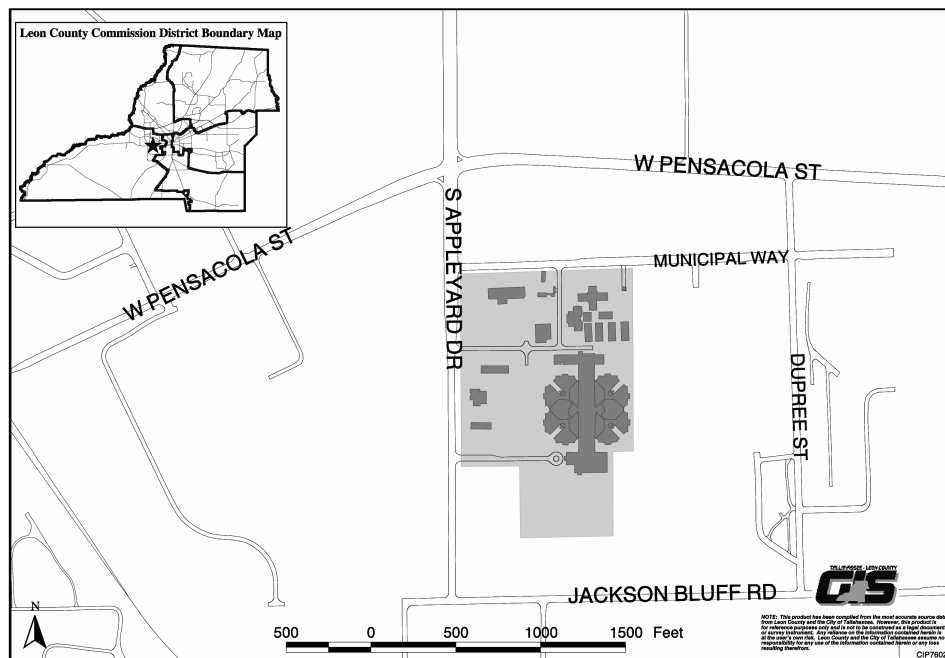 Leon County Commission District Boundary Map
W PENSACOLA ST
W PENSACOLA ST
S APPLEYARD DR
MUNICIPAL WAY
DUPREE ST
JACKSON BLUFF RD
N
500 0 500 1000 1500 Feet
TALLAHASSEE - LEON COUNTY
GIS
NOTE: This product has been compiled from the most accurate source data
from Leon County and the City of Tallahassee. However, this product is
for reference purposes only and is not to be construed as a legal document
or survey instrument. Any reliance on the information contained herein is
at the user's own risk. Leon County and the City of Tallahassee assume no
responsibility for any use of the information contained herein or any loss
resulting therefrom.
CIP7602